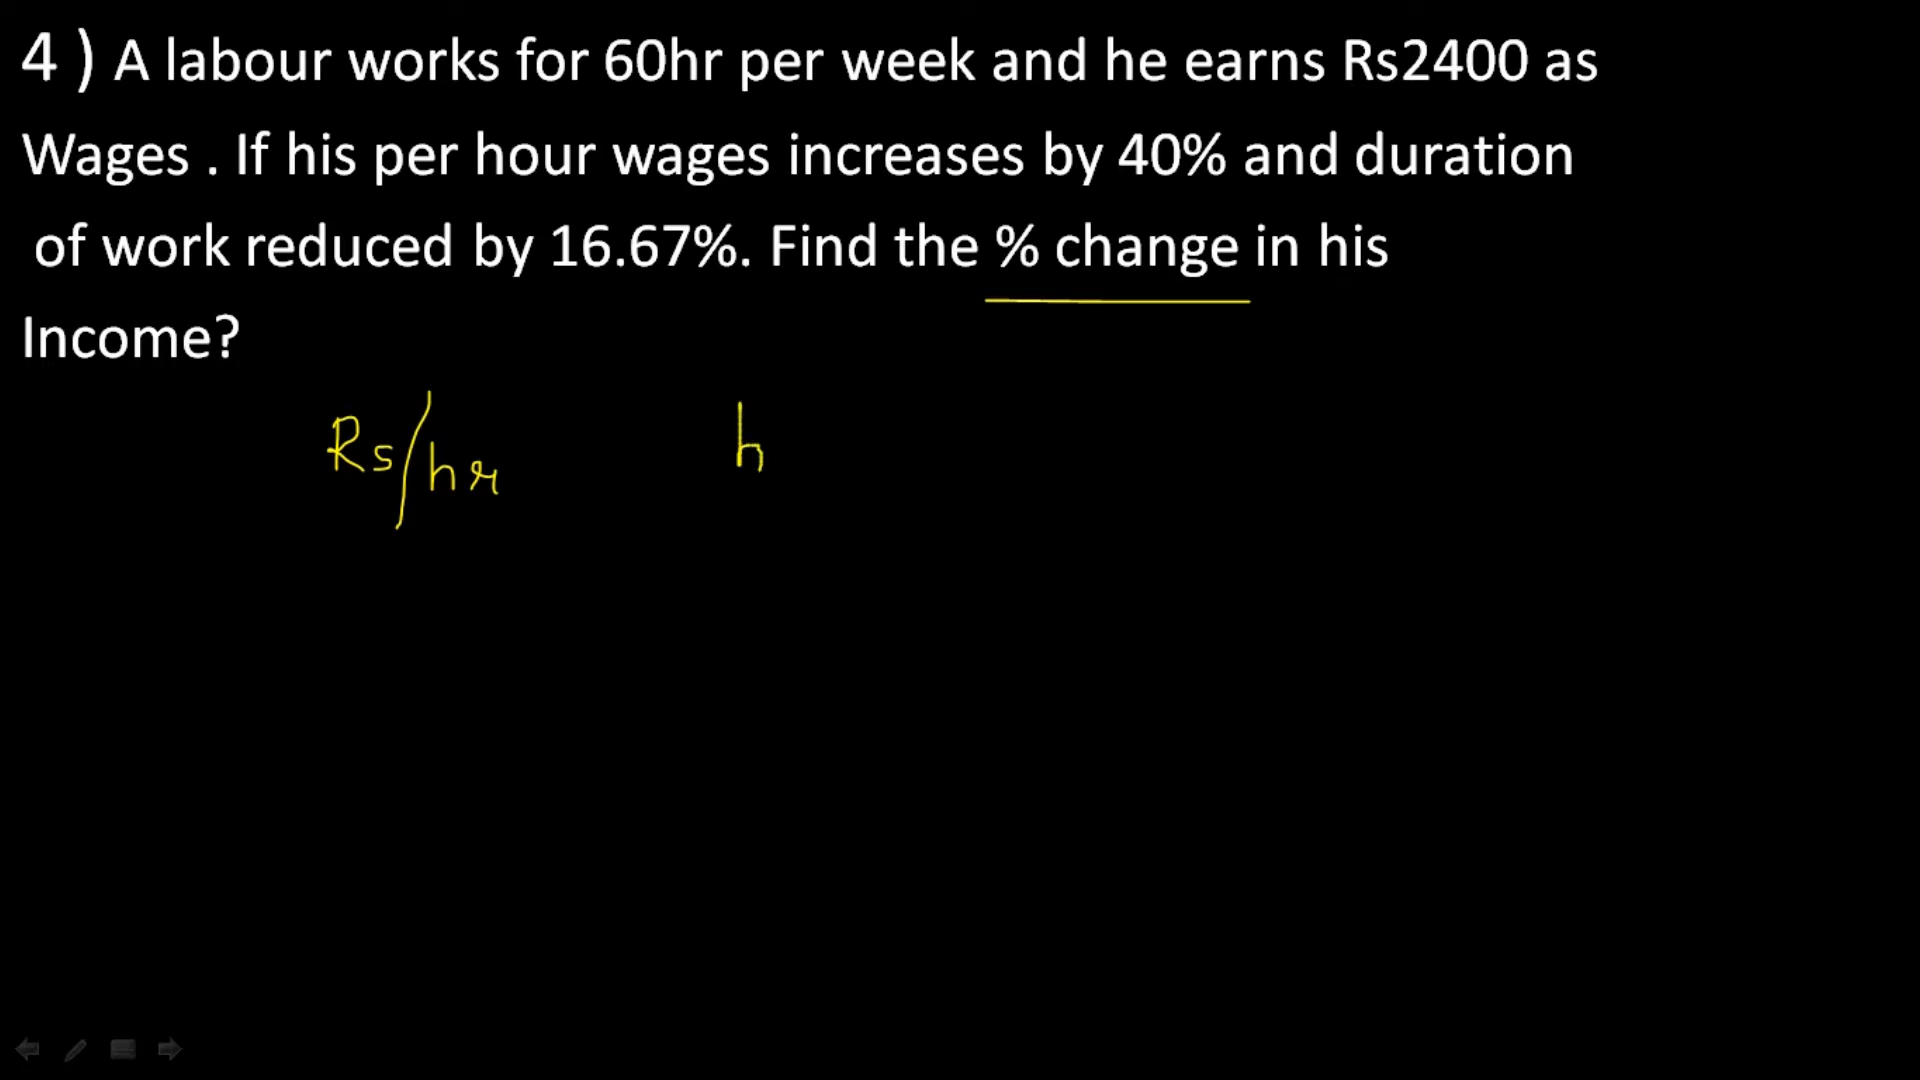 4 ) A labour works for 60hr per week and he earns Rs2400 as
Wages . If his per hour wages increases by 40% and duration
of work reduced by 16.67%. Find the % change in his
Income?
Rs/hr h